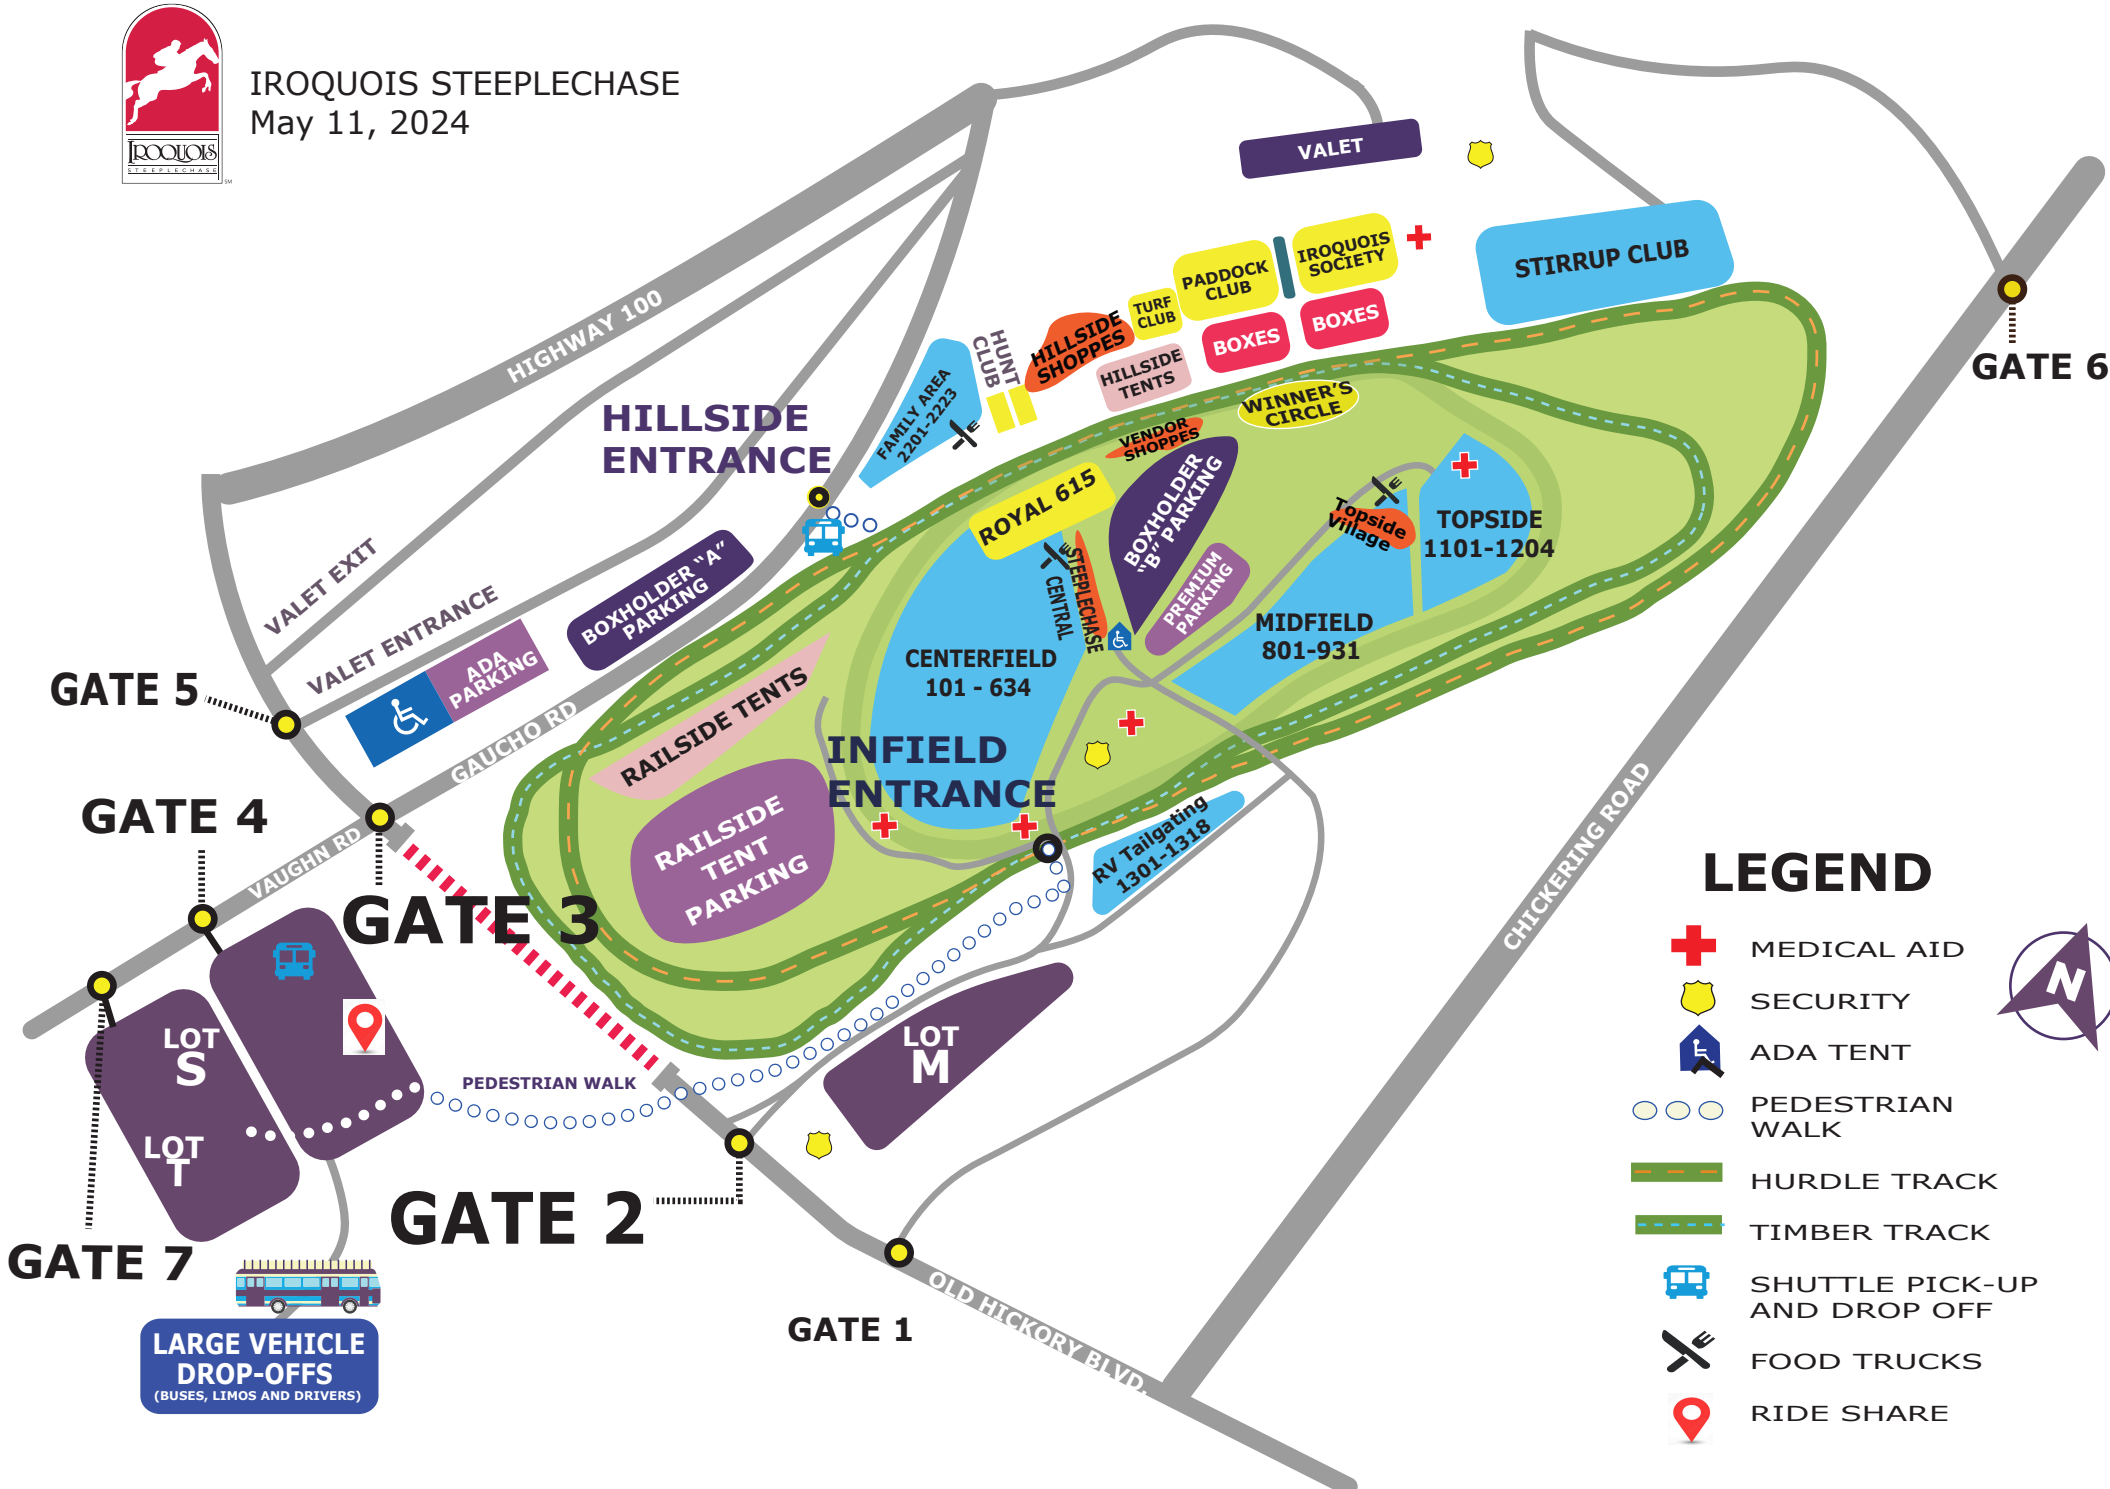 IROQUOIS
STEEPLECHASE
SM
IROQUOIS STEEPLECHASE
May 11, 2024
VALET
HIGHWAY 100
STIRRUP CLUB
IROQUOIS
SOCIETY
PADDOCK
CLUB
TURF
CLUB
BOXES
BOXES
HILLSIDE
SHOPPES
HILLSIDE
TENTS
HUNT
CLUB
FAMILY AREA
2201-2223
GATE 6
HILLSIDE
ENTRANCE
WINNER'S
CIRCLE
VENDOR
SHOPPES
ROYAL 615
BOXHOLDER
"B" PARKING
PREMIUM
PARKING
STEEPLECHASE
CENTRAL
Topside
Village
TOPSIDE
1101-1204
MIDFIELD
801-931
CENTERFIELD
101 - 634
VALET EXIT
VALET ENTRANCE
BOXHOLDER "A"
PARKING
ADA
PARKING
GATE 5
GAUCHO RD
RAILSIDE TENTS
RAILSIDE
TENT
PARKING
INFIELD
ENTRANCE
RV Tailgating
1301-1318
CHICKERING ROAD
GATE 4
VAUGHN RD
GATE 3
LOT
S
LOT
T
PEDESTRIAN WALK
LOT
M
GATE 2
GATE 7
GATE 1
OLD HICKORY BLVD.
LARGE VEHICLE
DROP-OFFS
(BUSES, LIMOS AND DRIVERS)
LEGEND
MEDICAL AID
SECURITY
ADA TENT
PEDESTRIAN
WALK
HURDLE TRACK
TIMBER TRACK
SHUTTLE PICK-UP
AND DROP OFF
FOOD TRUCKS
RIDE SHARE
N